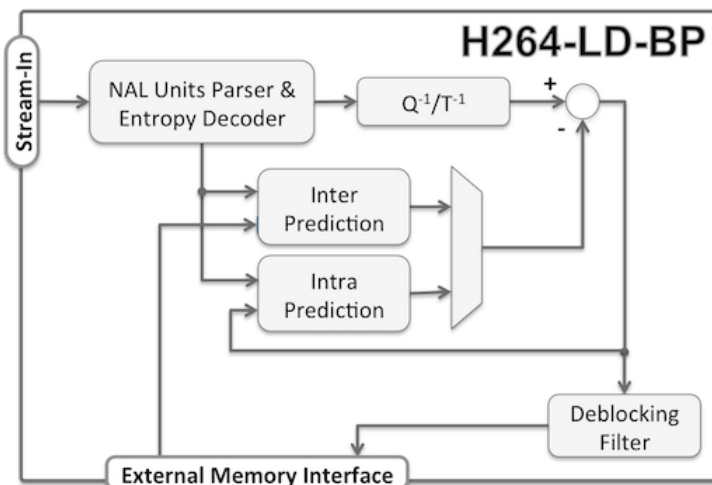 H264-LD-BP
Stream-In
NAL Units Parser &
Entropy Decoder
Q⁻¹/T⁻¹
+
-
Inter
Prediction
Intra
Prediction
Deblocking
Filter
External Memory Interface